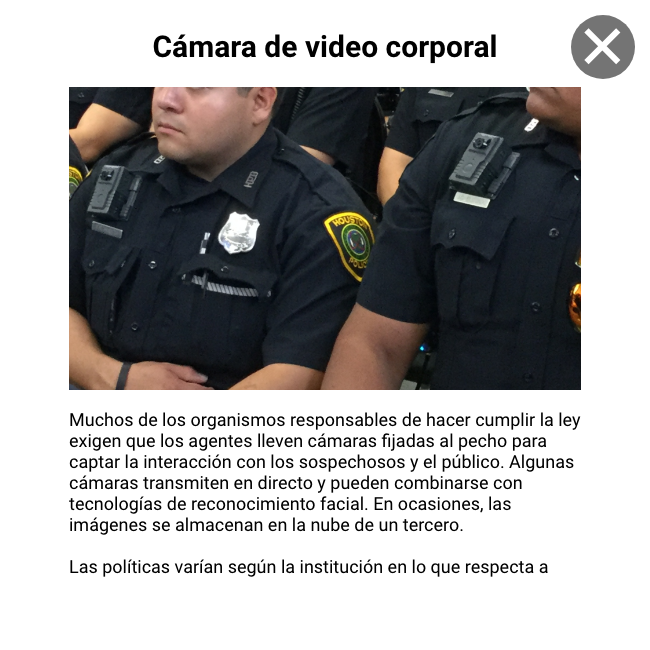 Cámara de video corporal
HPD
HOUSTON
POLICE
Muchos de los organismos responsables de hacer cumplir la ley
exigen que los agentes lleven cámaras fijadas al pecho para
captar la interacción con los sospechosos y el público. Algunas
cámaras transmiten en directo y pueden combinarse con
tecnologías de reconocimiento facial. En ocasiones, las
imágenes se almacenan en la nube de un tercero.
Las políticas varían según la institución en lo que respecta a